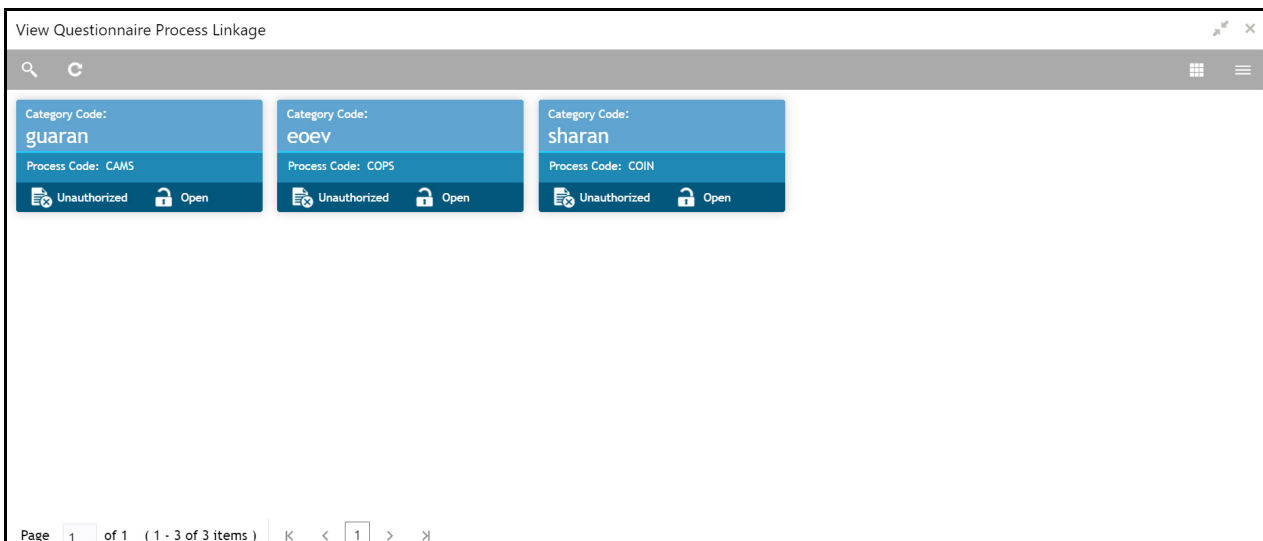 View Questionnaire Process Linkage
Category Code: Category Code: Category Code:
guaran eoev sharan
Process Code: CAMS Process Code: COPS Process Code: COIN
Unauthorized Open Unauthorized Open Unauthorized Open
Page 1 of 1 ( 1 - 3 of 3 items ) 1